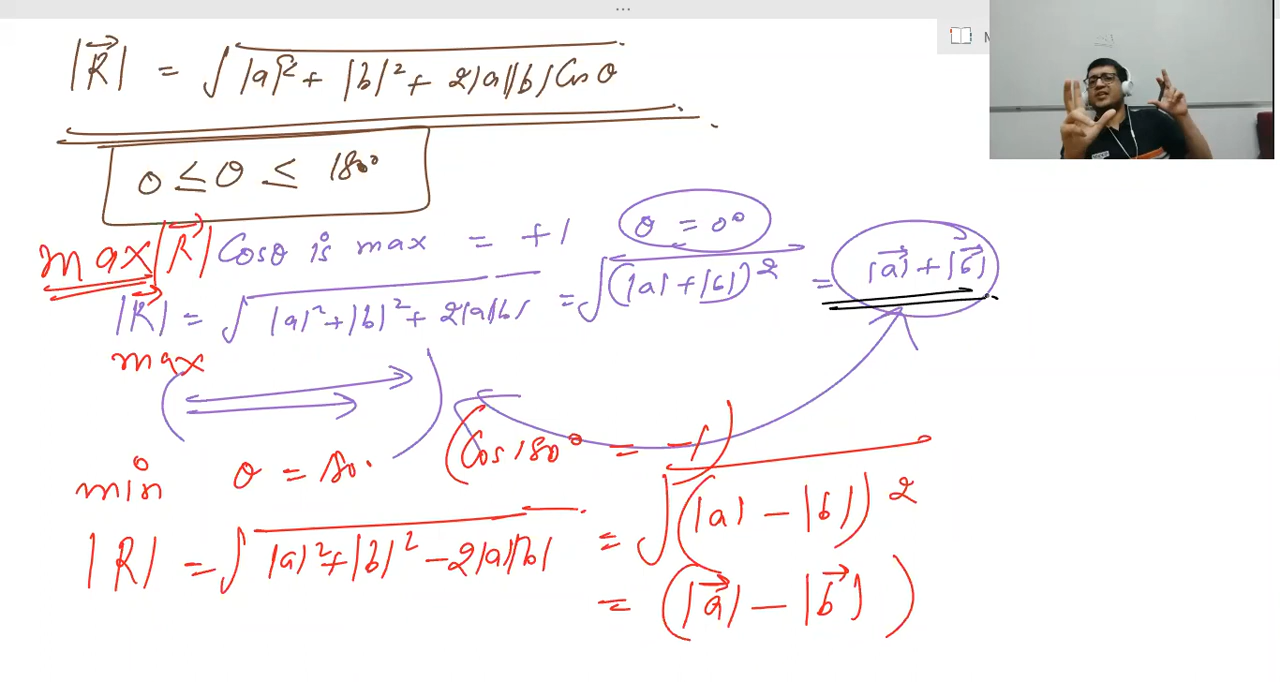 |R⃗| = √|a|² + |b|² + 2|a||b| Cos θ
0 ≤ θ ≤ 180°
max |R⃗| Cosθ is max = +1 θ = 0°
|R⃗| = √|a|² + |b|² + 2|a||b| = √(|a| + |b|)² = |a⃗| + |b⃗|
max
min θ = 180° (Cos 180° = -1)
|R| = √|a|² + |b|² - 2|a||b| = √(|a| - |b|)²
= (|a⃗| - |b⃗|)